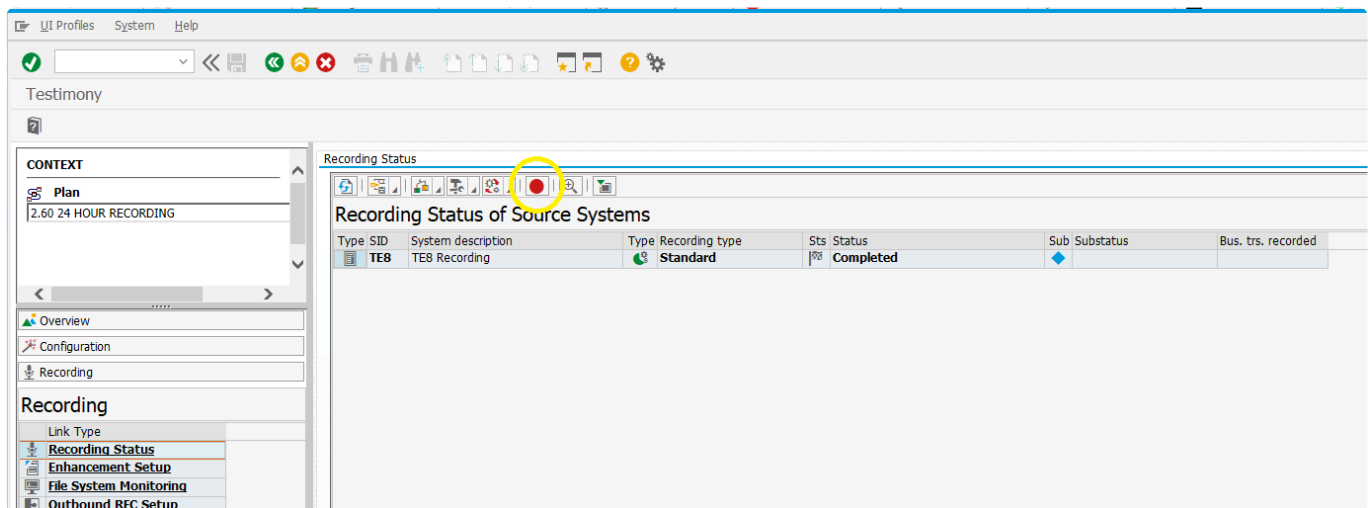 UI Profiles System Help
Testimony
CONTEXT
Plan
2.60 24 HOUR RECORDING
Overview
Configuration
Recording
Recording
Link Type
Recording Status
Enhancement Setup
File System Monitoring
Outbound RFC Setup
Recording Status
Recording Status of Source Systems
Type SID System description Type Recording type Sts Status Sub Substatus Bus. trs. recorded
TE8 TE8 Recording Standard Completed